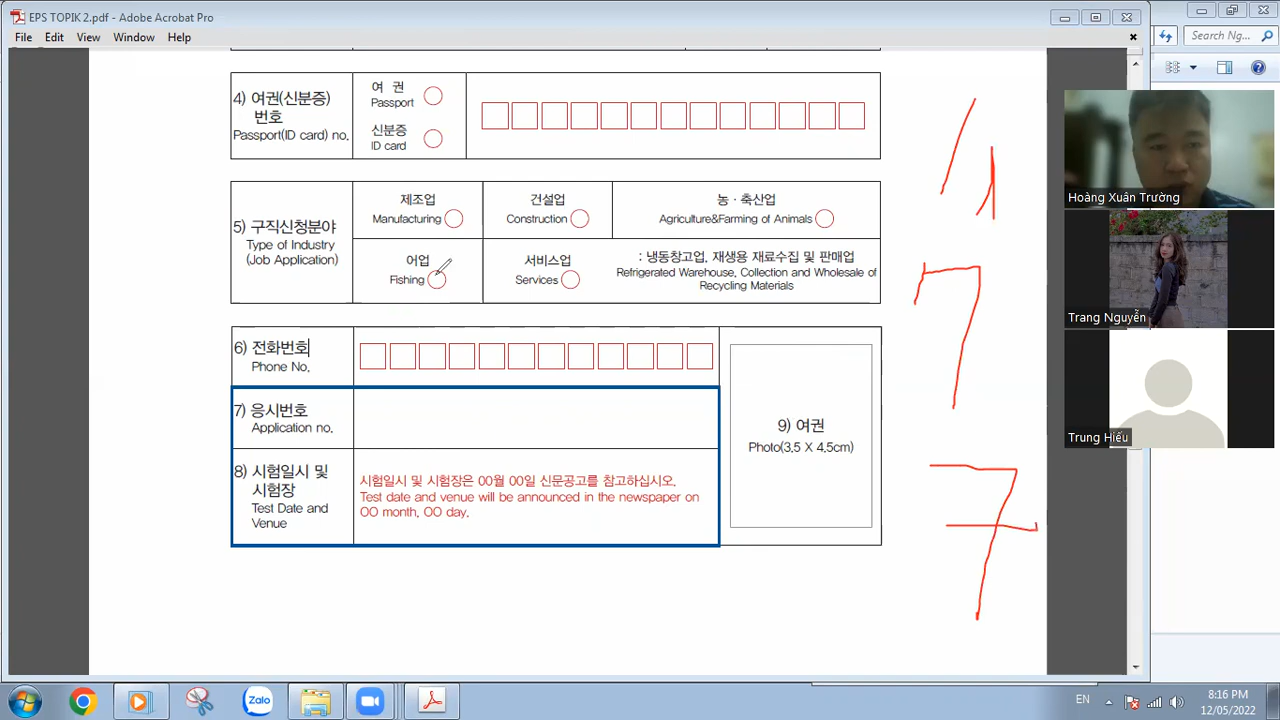 EPS TOPIK 2.pdf - Adobe Acrobat Pro
File Edit View Window Help
Search Ng...
4) 여권(신분증)
번호
Passport(ID card) no.
여 권
Passport
신분증
ID card
5) 구직신청분야
Type of Industry
(Job Application)
제조업
Manufacturing
건설업
Construction
농 · 축산업
Agriculture&Farming of Animals
어업
Fishing
서비스업
Services
: 냉동창고업, 재생용 재료수집 및 판매업
Refrigerated Warehouse, Collection and Wholesale of
Recycling Materials
6) 전화번호
Phone No.
7) 응시번호
Application no.
8) 시험일시 및
시험장
Test Date and
Venue
시험일시 및 시험장은 00월 00일 신문공고를 참고하십시오.
Test date and venue will be announced in the newspaper on
OO month, OO day.
9) 여권
Photo(3.5 X 4.5cm)
1
7
7
Hoàng Xuân Trường
Trang Nguyễn
Trung Hiếu
Zalo
EN
8:16 PM
12/05/2022